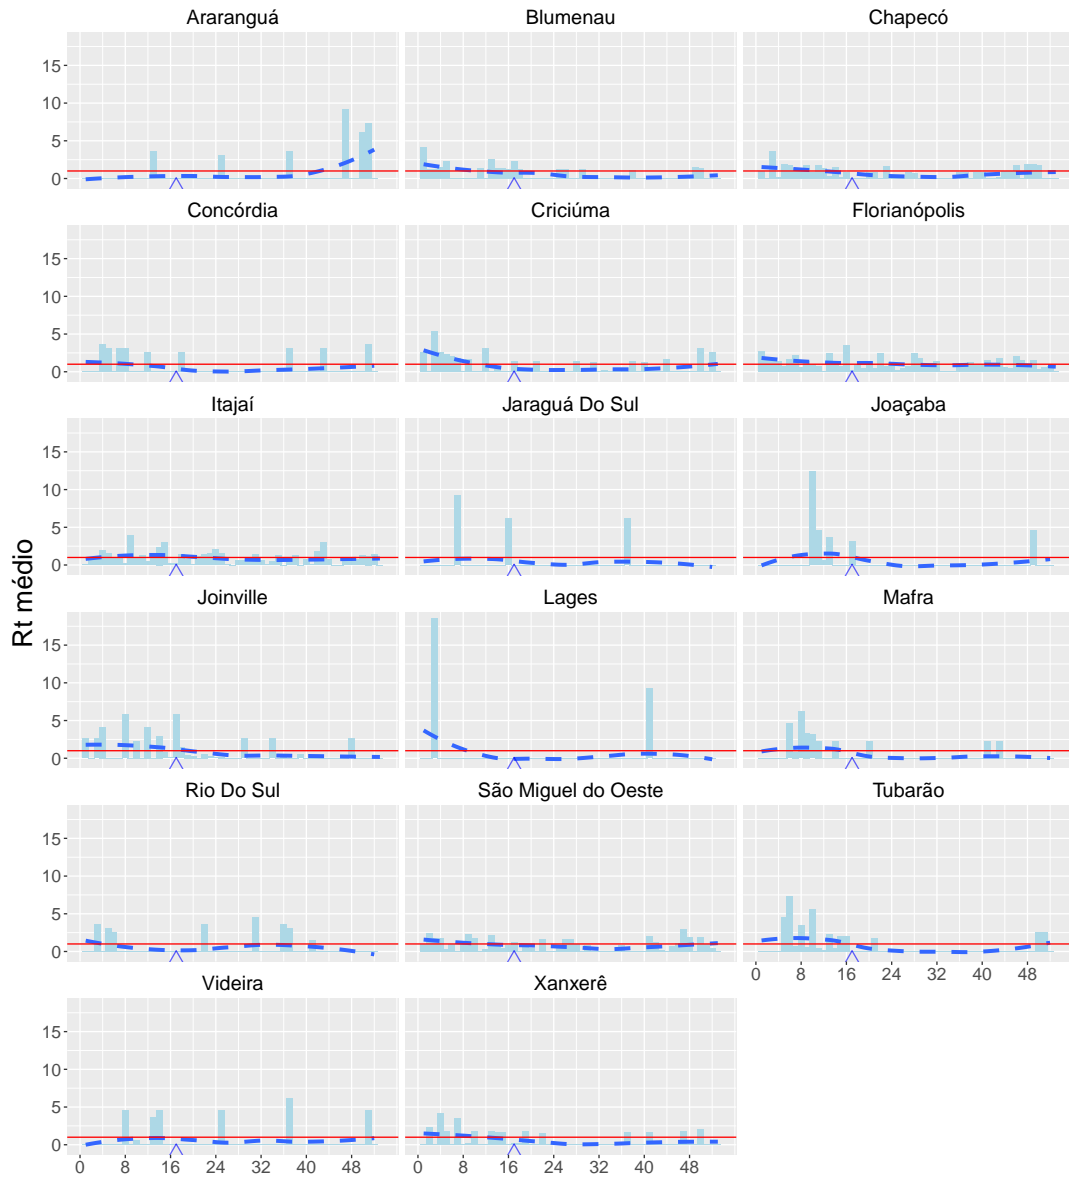 Araranguá Blumenau Chapecó
15
10
5
0
Concórdia Criciúma Florianópolis
15
10
5
0
Itajaí Jaraguá Do Sul Joaçaba
15
10
5
0
Rt médio
Joinville Lages Mafra
15
10
5
0
Rio Do Sul São Miguel do Oeste Tubarão
15
10
5
0
0 8 16 24 32 40 48
Videira Xanxerê
15
10
5
0
0 8 16 24 32 40 48 0 8 16 24 32 40 48